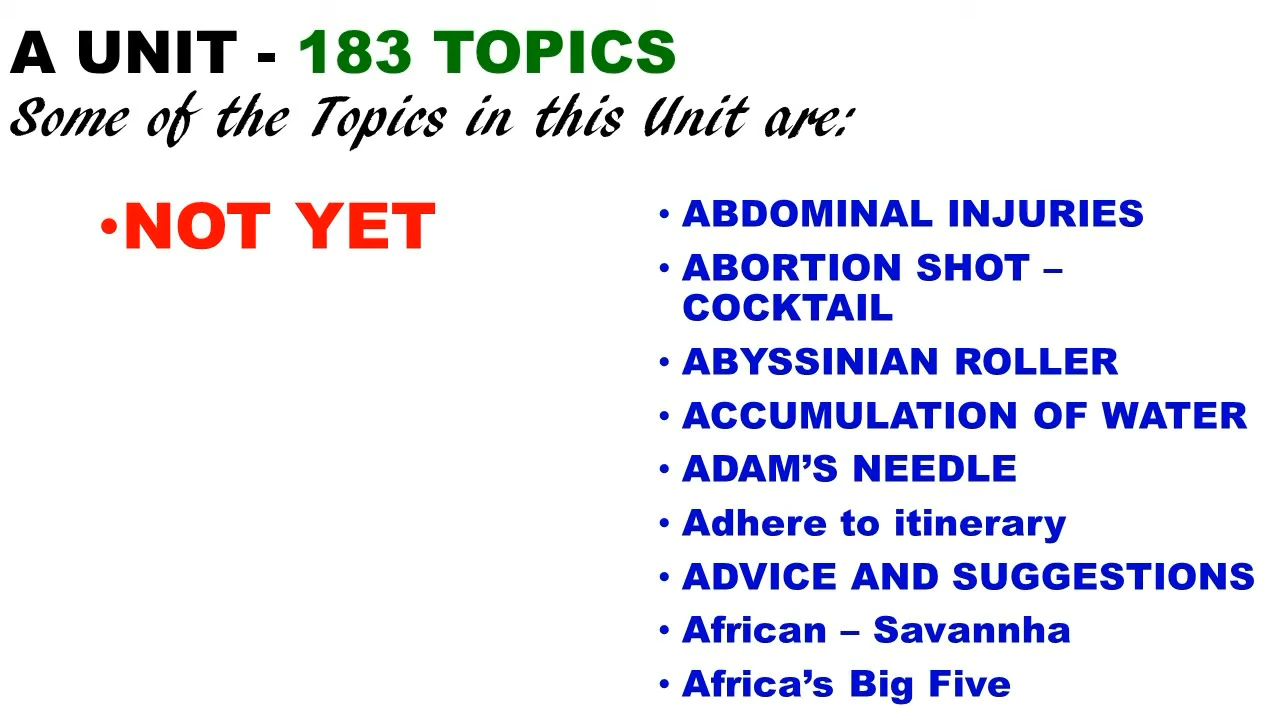 A UNIT - 183 TOPICS
Some of the Topics in this Unit are:
•NOT YET
• ABDOMINAL INJURIES
• ABORTION SHOT –
COCKTAIL
• ABYSSINIAN ROLLER
• ACCUMULATION OF WATER
• ADAM’S NEEDLE
• Adhere to itinerary
• ADVICE AND SUGGESTIONS
• African – Savannha
• Africa’s Big Five